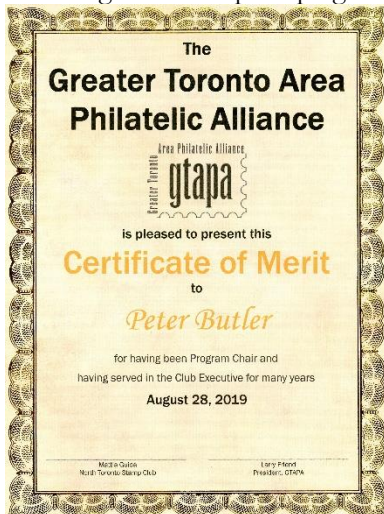 The
Greater Toronto Area
Philatelic Alliance
Area Philatelic Alliance
Greater Toronto
gtapa
is pleased to present this
Certificate of Merit
to
Peter Butler
for having been Program Chair and
having served in the Club Executive for many years
August 28, 2019
North Toronto Stamp Club
President, GTAPA